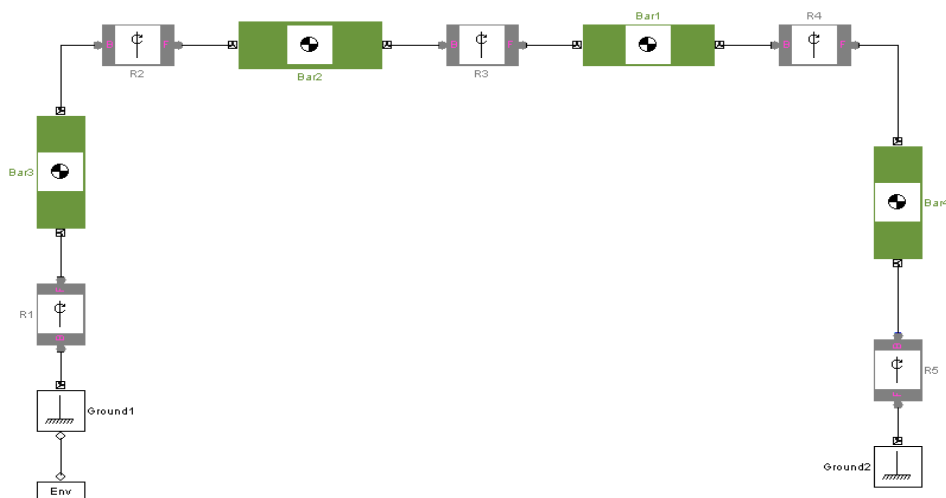 Bar1
R4
R2
Bar2
R3
Bar3
Bar4
R1
R5
Ground1
Ground2
Env